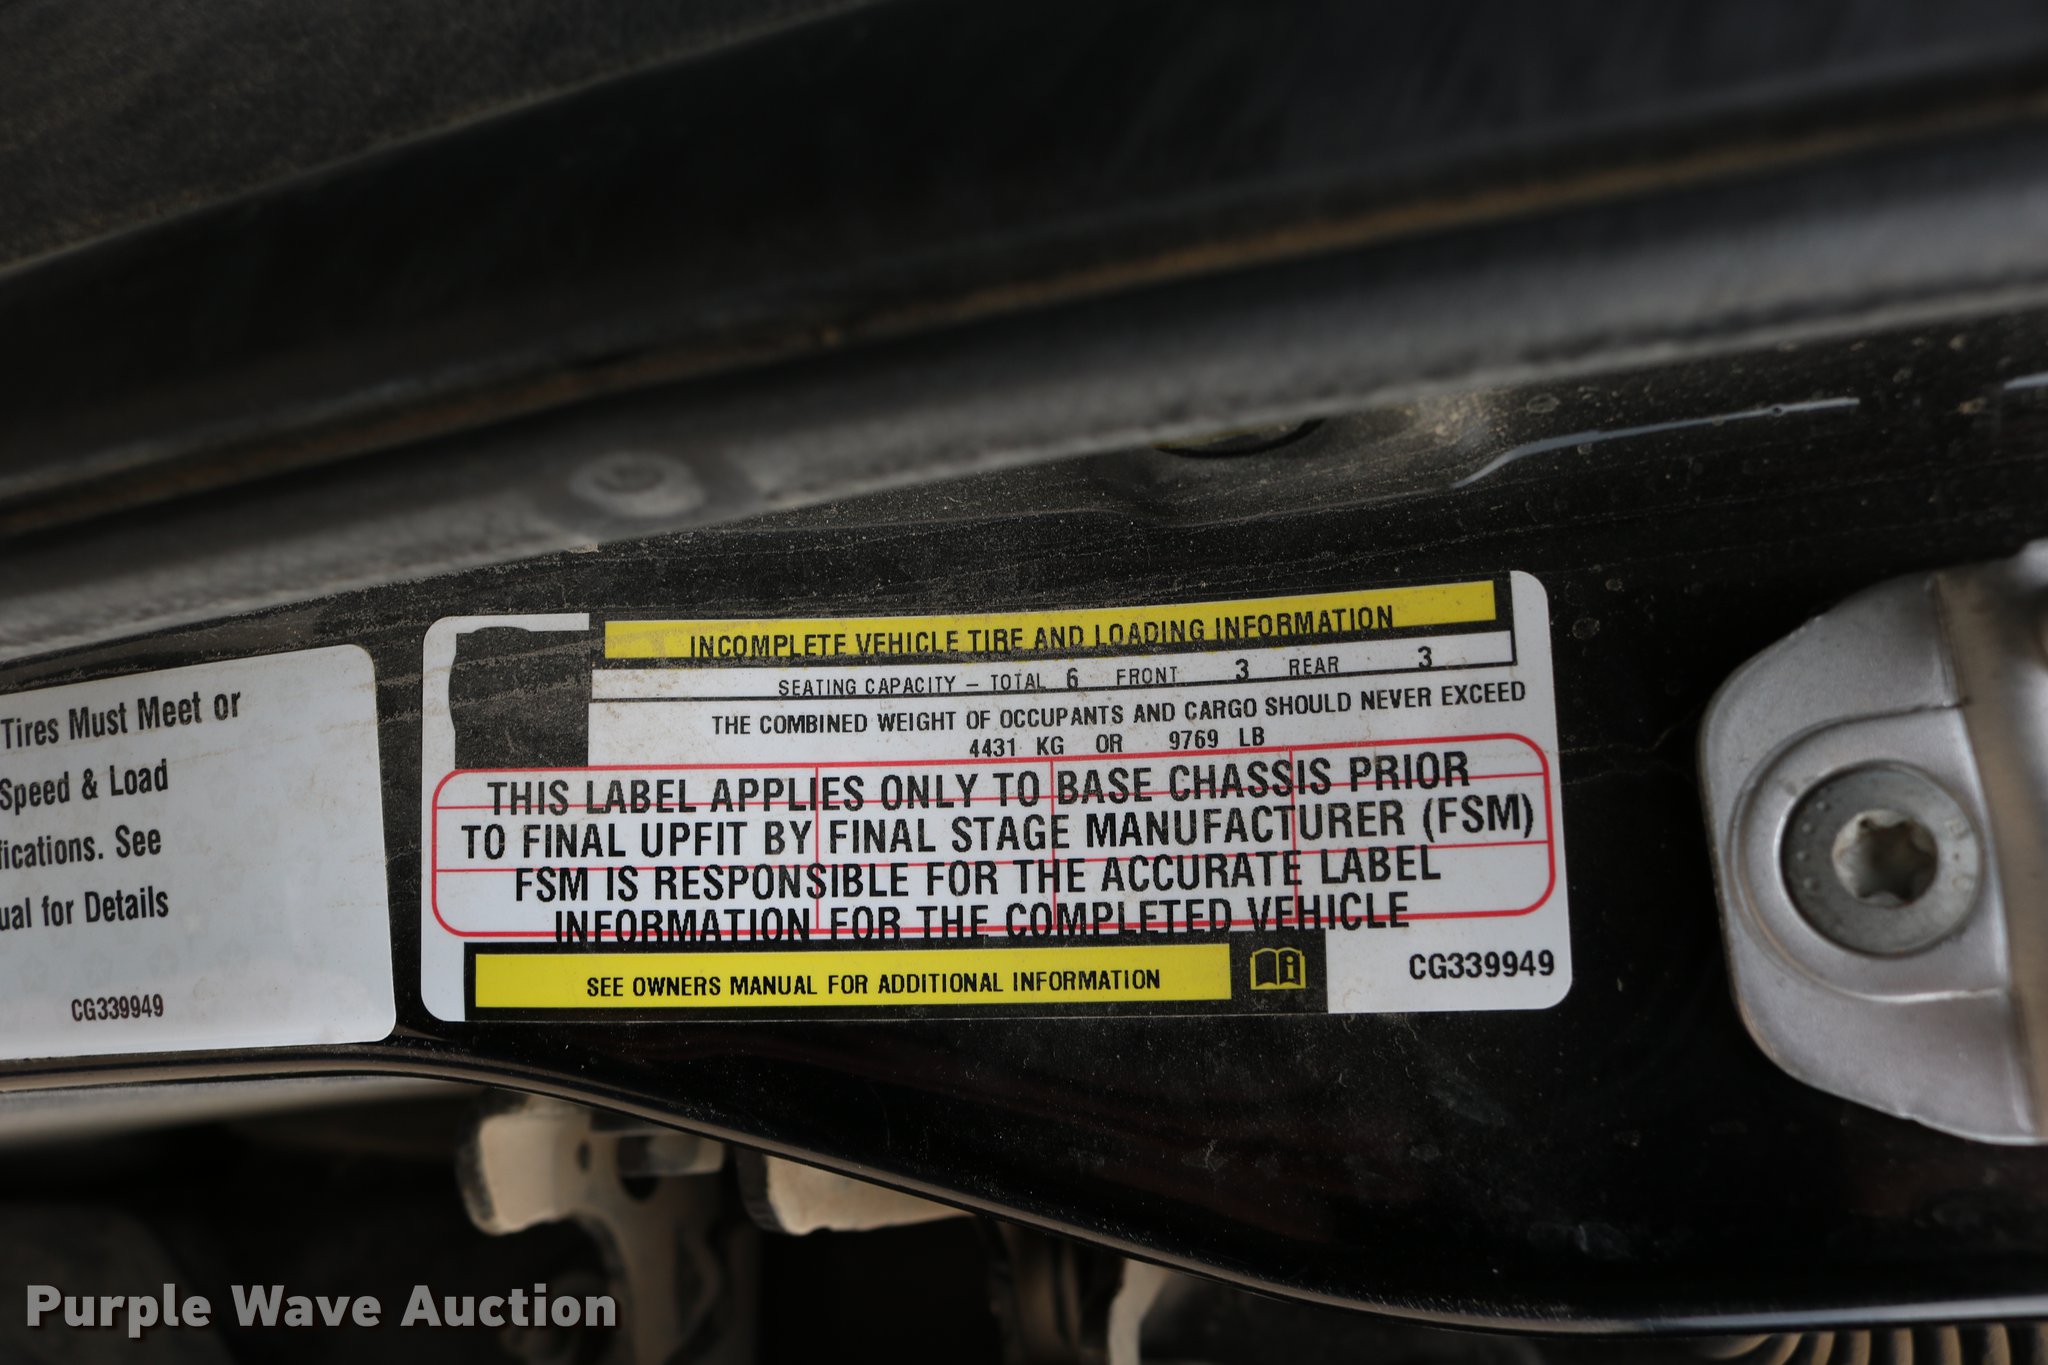 Tires Must Meet or
Speed & Load
fications. See
ual for Details
CG339949
INCOMPLETE VEHICLE TIRE AND LOADING INFORMATION
SEATING CAPACITY – TOTAL 6 FRONT 3 REAR 3
THE COMBINED WEIGHT OF OCCUPANTS AND CARGO SHOULD NEVER EXCEED
4431 KG OR 9769 LB
THIS LABEL APPLIES ONLY TO BASE CHASSIS PRIOR
TO FINAL UPFIT BY FINAL STAGE MANUFACTURER (FSM)
FSM IS RESPONSIBLE FOR THE ACCURATE LABEL
INFORMATION FOR THE COMPLETED VEHICLE
SEE OWNERS MANUAL FOR ADDITIONAL INFORMATION
CG339949
Purple Wave Auction